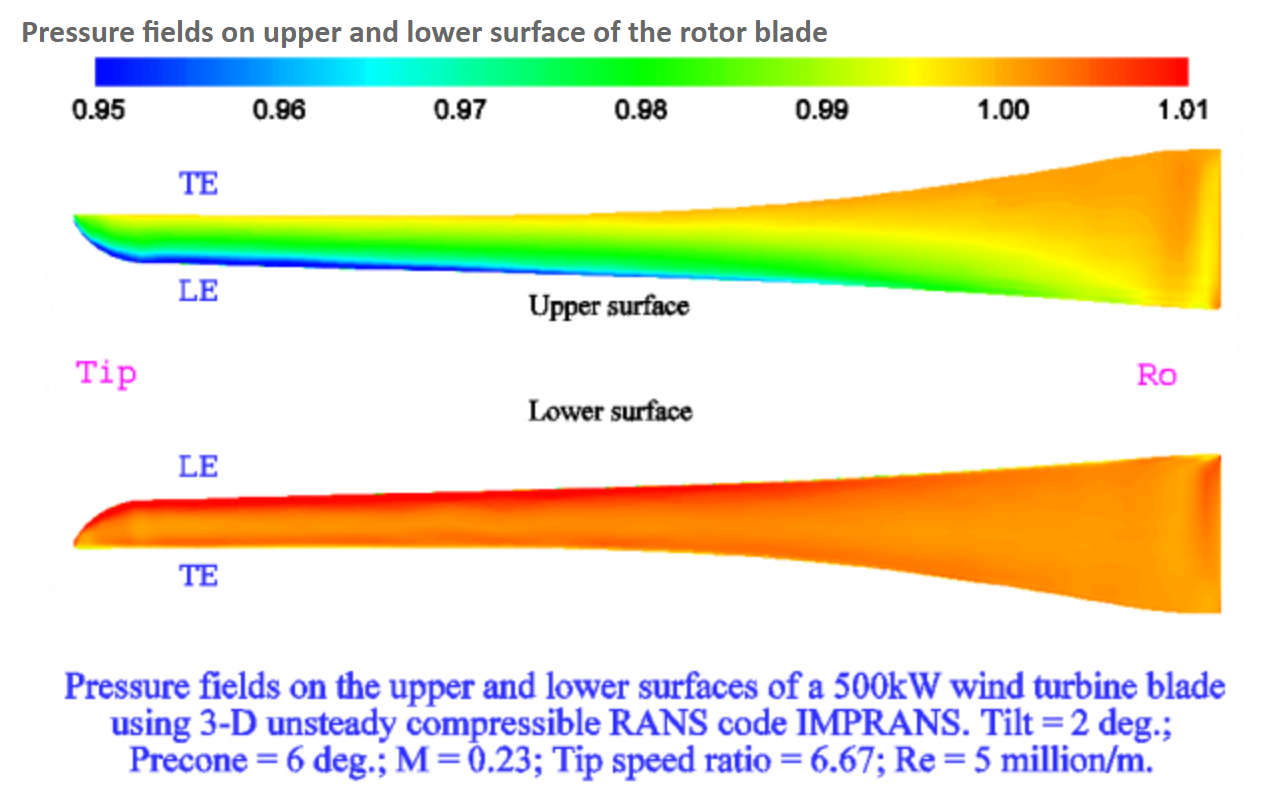 Pressure fields on upper and lower surface of the rotor blade
0.95 0.96 0.97 0.98 0.99 1.00 1.01
TE
LE
Upper surface
Tip Ro
Lower surface
LE
TE
Pressure fields on the upper and lower surfaces of a 500kW wind turbine blade
using 3-D unsteady compressible RANS code IMPRANS. Tilt = 2 deg.;
Precone = 6 deg.; M = 0.23; Tip speed ratio = 6.67; Re = 5 million/m.